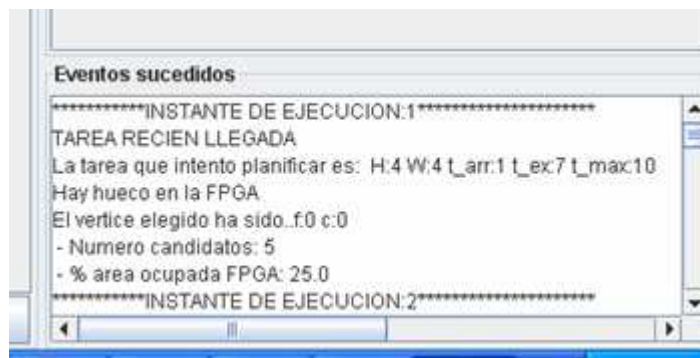 Eventos sucedidos
***********INSTANTE DE EJECUCION:1**********************
TAREA RECIEN LLEGADA
La tarea que intento planificar es:  H:4 W:4 t_arr:1 t_ex:7 t_max:10
Hay hueco en la FPGA
El vertice elegido ha sido..f:0 c:0
- Numero candidatos: 5
- % area ocupada FPGA: 25.0
***********INSTANTE DE EJECUCION:2**********************